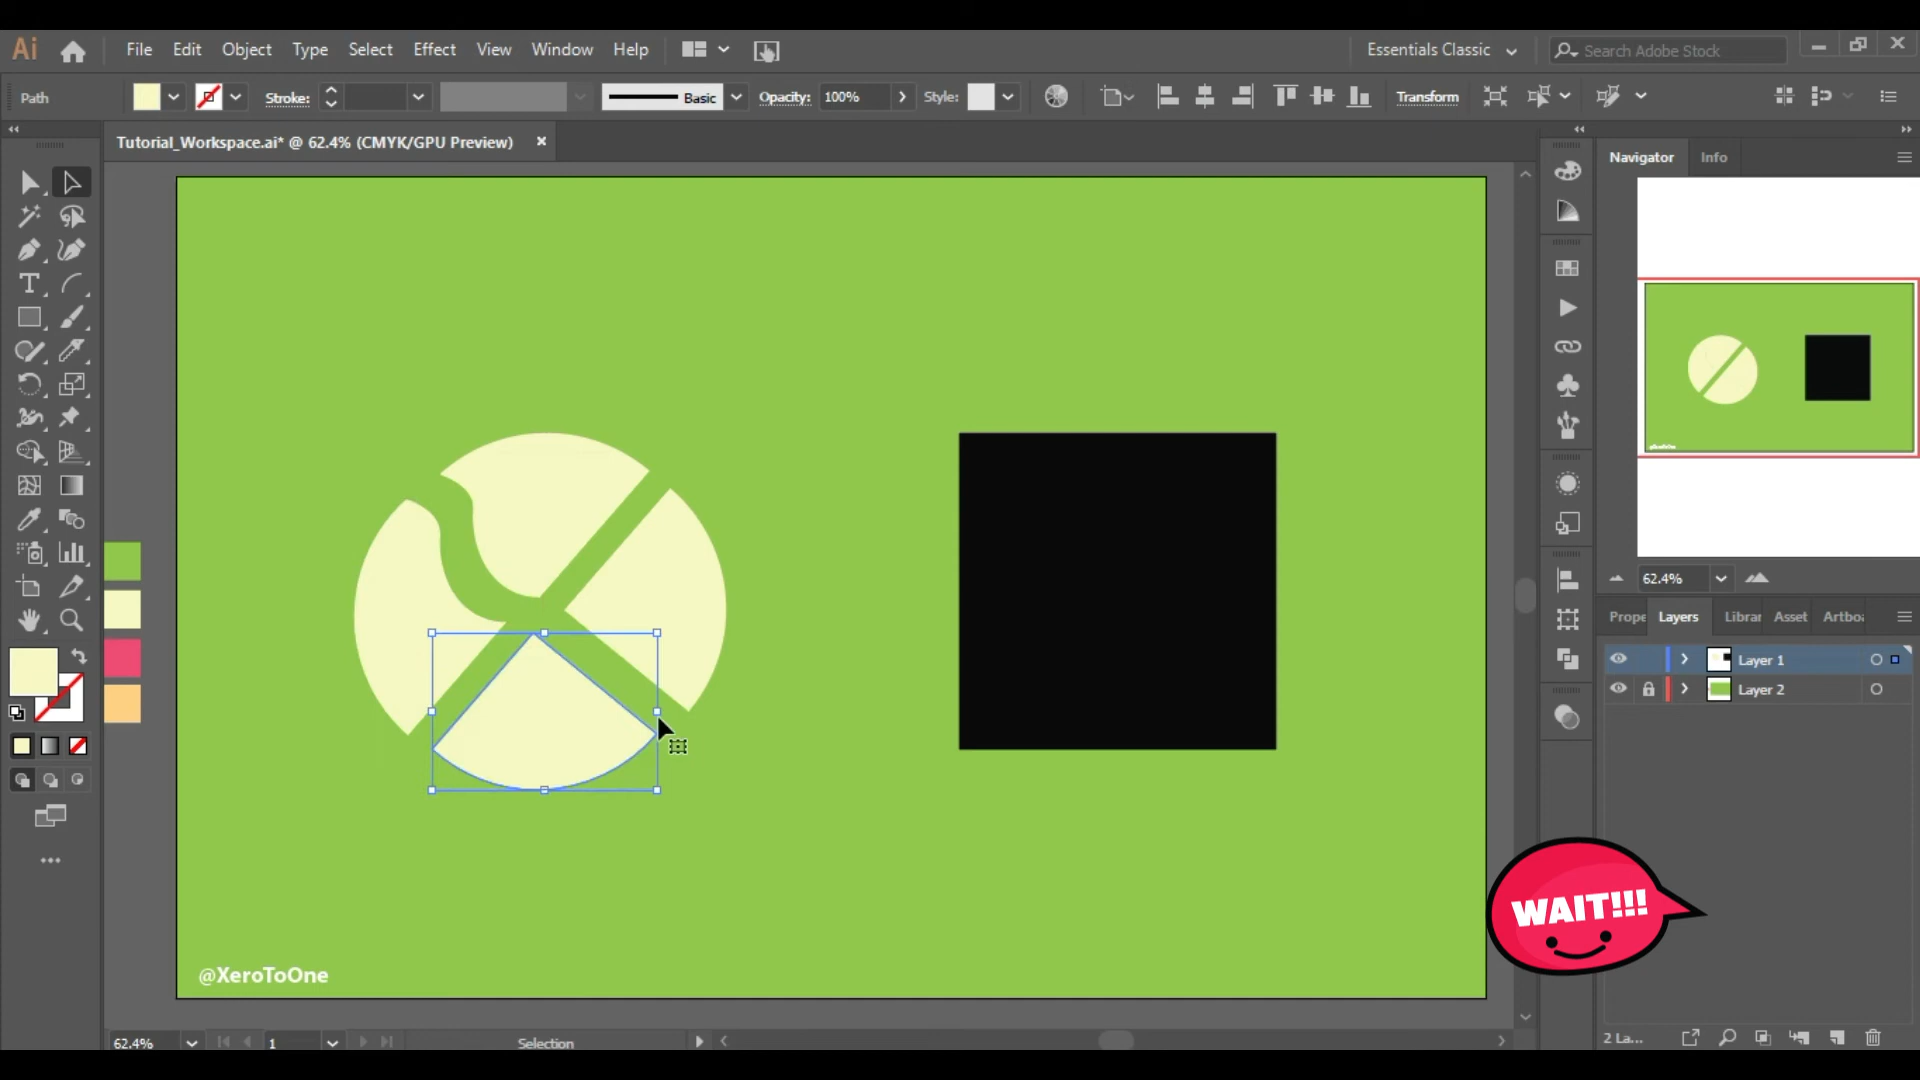 Ai File Edit Object Type Select Effect View Window Help Essentials Classic Search Adobe Stock
Path Stroke: Basic Opacity: 100% Style: Transform
Tutorial_Workspace.ai* @ 62.4% (CMYK/GPU Preview)
Navigator Info
62.4%
Prope Layers Librar Asset Artboa
Layer 1
Layer 2
WAIT!!!
@XeroToOne
62.4% 1 Selection 2 La...